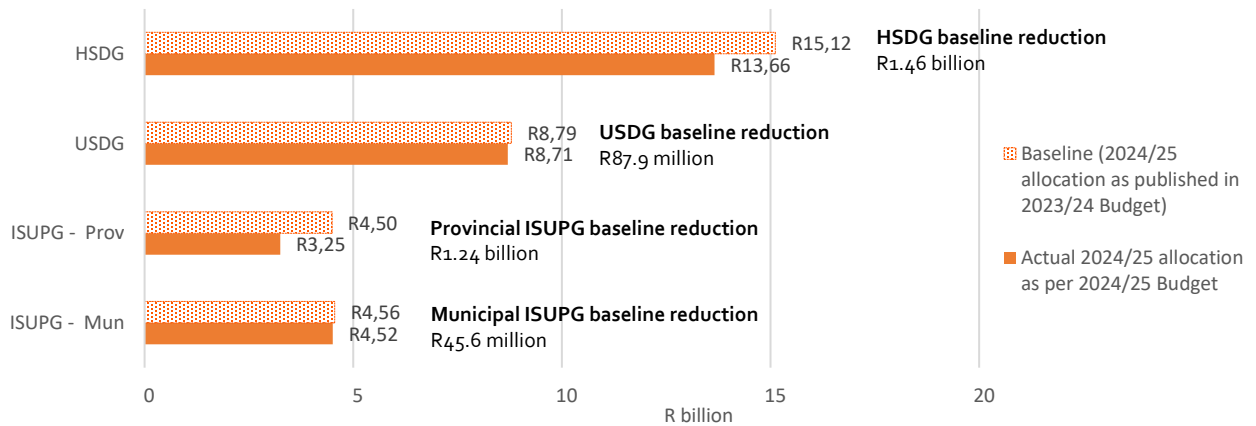 HSDG
R15,12
R13,66
HSDG baseline reduction
R1.46 billion
USDG
R8,79
R8,71
USDG baseline reduction
R87.9 million
ISUPG -  Prov
R4,50
R3,25
Provincial ISUPG baseline reduction
R1.24 billion
ISUPG -  Mun
R4,56
R4,52
Municipal ISUPG baseline reduction
R45.6 million
0
5
10
15
20
R billion
Baseline (2024/25
allocation as published in
2023/24 Budget)
Actual 2024/25 allocation
as per 2024/25 Budget